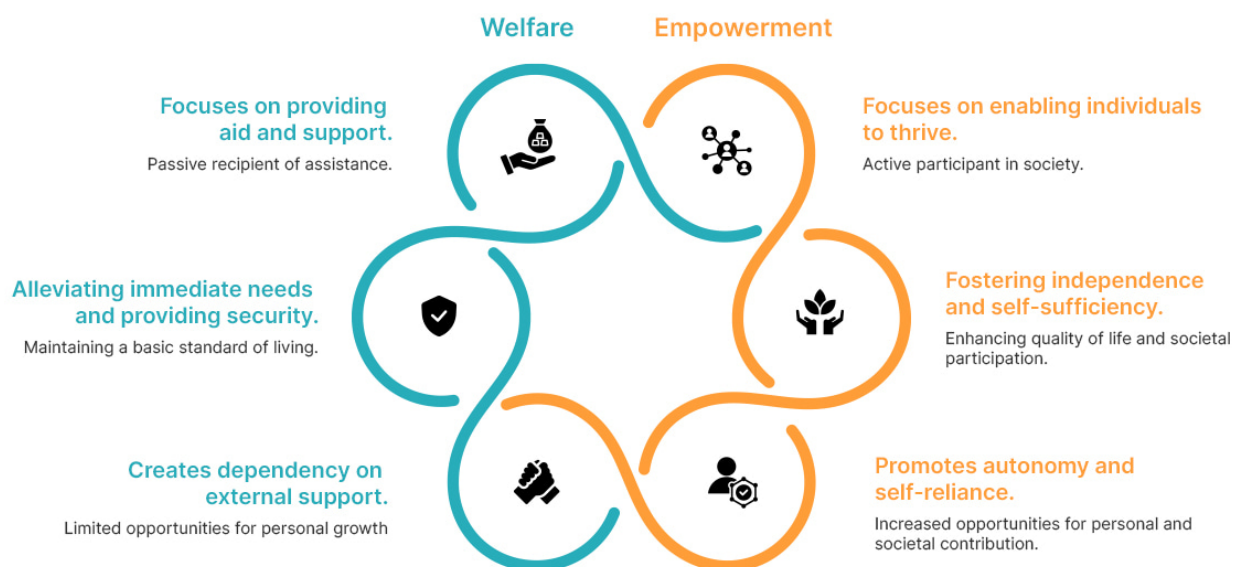 Welfare
Empowerment
Focuses on providing
aid and support.
Passive recipient of assistance.
Focuses on enabling individuals
to thrive.
Active participant in society.
Alleviating immediate needs
and providing security.
Maintaining a basic standard of living.
Fostering independence
and self-sufficiency.
Enhancing quality of life and societal
participation.
Creates dependency on
external support.
Limited opportunities for personal growth
Promotes autonomy and
self-reliance.
Increased opportunities for personal and
societal contribution.